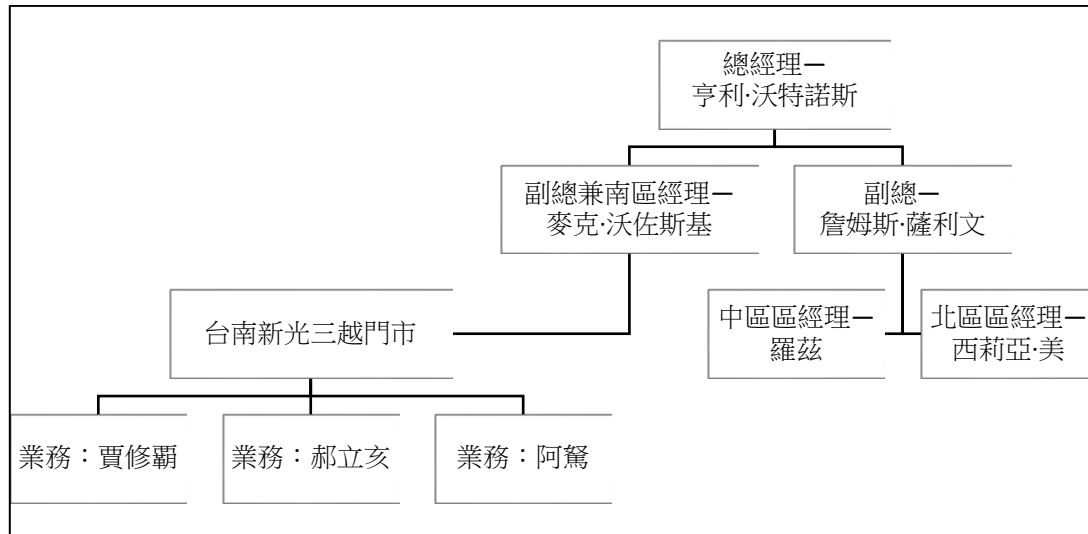 總經理—
亨利·沃特諾斯
副總兼南區經理—
麥克·沃佐斯基
副總—
詹姆斯·薩利文
台南新光三越門市
中區區經理—
羅茲
北區區經理—
西莉亞·美
業務：賈修霸
業務：郝立亥
業務：阿駑